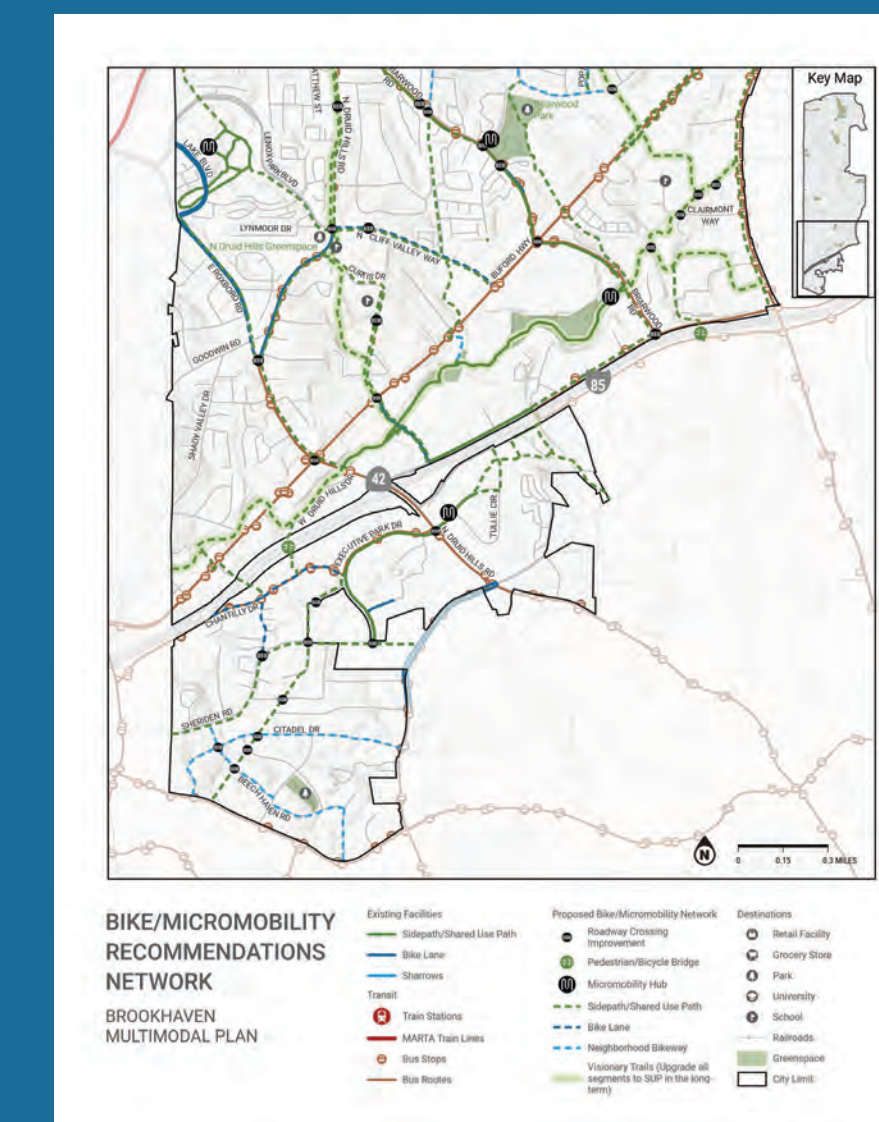 Key Map
BRIARWOOD RD
MATTHEW ST
N. DRUID HILLS RD
Briarwood
Park
LAKE BLVD
LENOX PARK BLVD
CLAIRMONT
WAY
LYNMOOR DR
N Druid Hills Greenspace
N CLIFF VALLEY WAY
BUFORD HWY
CURTIS DR
E ROXBORO RD
BRIARWOOD
RD
GOODWIN RD
85
SHADY VALLEY DR
42
W DRUID HILLS DR
EXECUTIVE PARK DR
TULLIE DIR
N. DRUID HILLS RD
CHANTILLY DR
SHERIDEN RD
CITADEL DR
BEECH HAVEN RD
N
0 0.15 0.3 MILES
BIKE/MICROMOBILITY
RECOMMENDATIONS
NETWORK
BROOKHAVEN
MULTIMODAL PLAN
Existing Facilities
Sidepath/Shared Use Path
Bike Lane
Sharrows
Transit
Train Stations
MARTA Train Lines
Bus Stops
Bus Routes
Proposed Bike/Micromobility Network
Roadway Crossing
Improvement
Pedestrian/Bicycle Bridge
Micromobility Hub
Sidepath/Shared Use Path
Bike Lane
Neighborhood Bikeway
Visionary Trails (Upgrade all
segments to SUP in the long-
term)
Destinations
Retail Facility
Grocery Store
Park
University
School
Railroads
Greenspace
City Limit